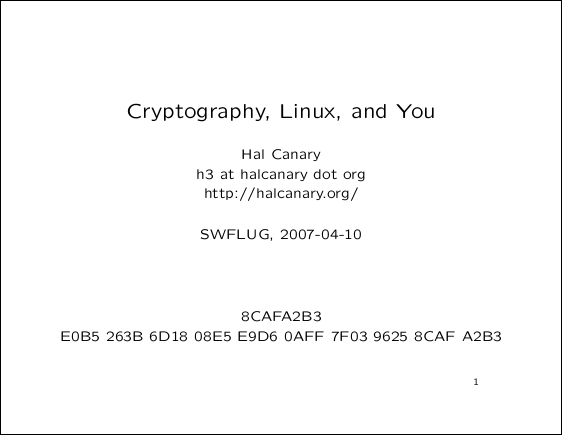 Cryptography, Linux, and You
Hal Canary
h3 at halcanary dot org
http://halcanary.org/
SWFLUG, 2007-04-10
8CAFA2B3
E0B5 263B 6D18 08E5 E9D6 0AFF 7F03 9625 8CAF A2B3
1